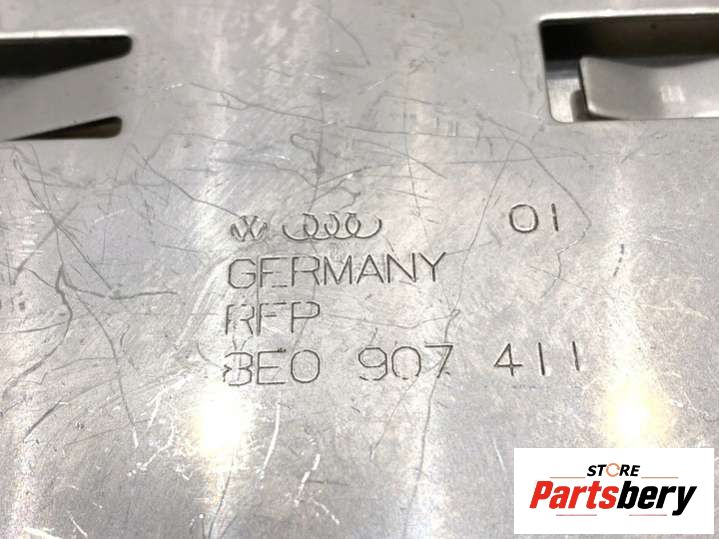 01
GERMANY
RFP
8E0 907 411
STORE
Partsbery